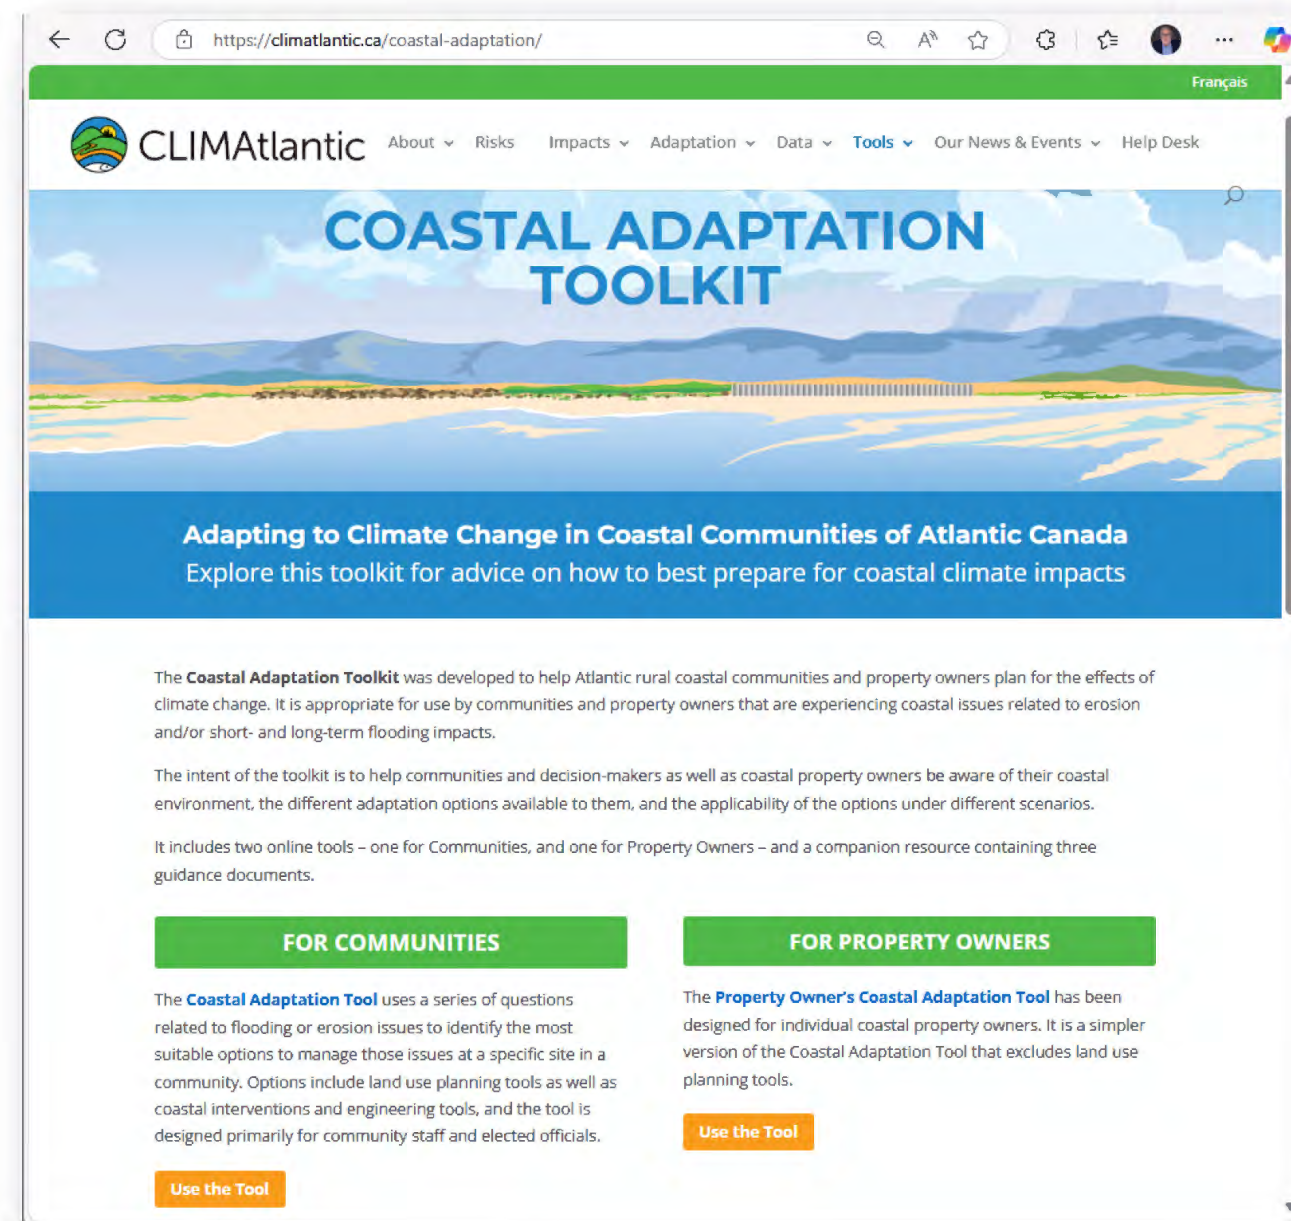 https://climatlantic.ca/coastal-adaptation/
Français
CLIMAtlantic
About Risks Impacts Adaptation Data Tools Our News & Events Help Desk
COASTAL ADAPTATION
TOOLKIT
Adapting to Climate Change in Coastal Communities of Atlantic Canada
Explore this toolkit for advice on how to best prepare for coastal climate impacts
The Coastal Adaptation Toolkit was developed to help Atlantic rural coastal communities and property owners plan for the effects of
climate change. It is appropriate for use by communities and property owners that are experiencing coastal issues related to erosion
and/or short- and long-term flooding impacts.
The intent of the toolkit is to help communities and decision-makers as well as coastal property owners be aware of their coastal
environment, the different adaptation options available to them, and the applicability of the options under different scenarios.
It includes two online tools – one for Communities, and one for Property Owners – and a companion resource containing three
guidance documents.
FOR COMMUNITIES
The Coastal Adaptation Tool uses a series of questions
related to flooding or erosion issues to identify the most
suitable options to manage those issues at a specific site in a
community. Options include land use planning tools as well as
coastal interventions and engineering tools, and the tool is
designed primarily for community staff and elected officials.
Use the Tool
FOR PROPERTY OWNERS
The Property Owner's Coastal Adaptation Tool has been
designed for individual coastal property owners. It is a simpler
version of the Coastal Adaptation Tool that excludes land use
planning tools.
Use the Tool